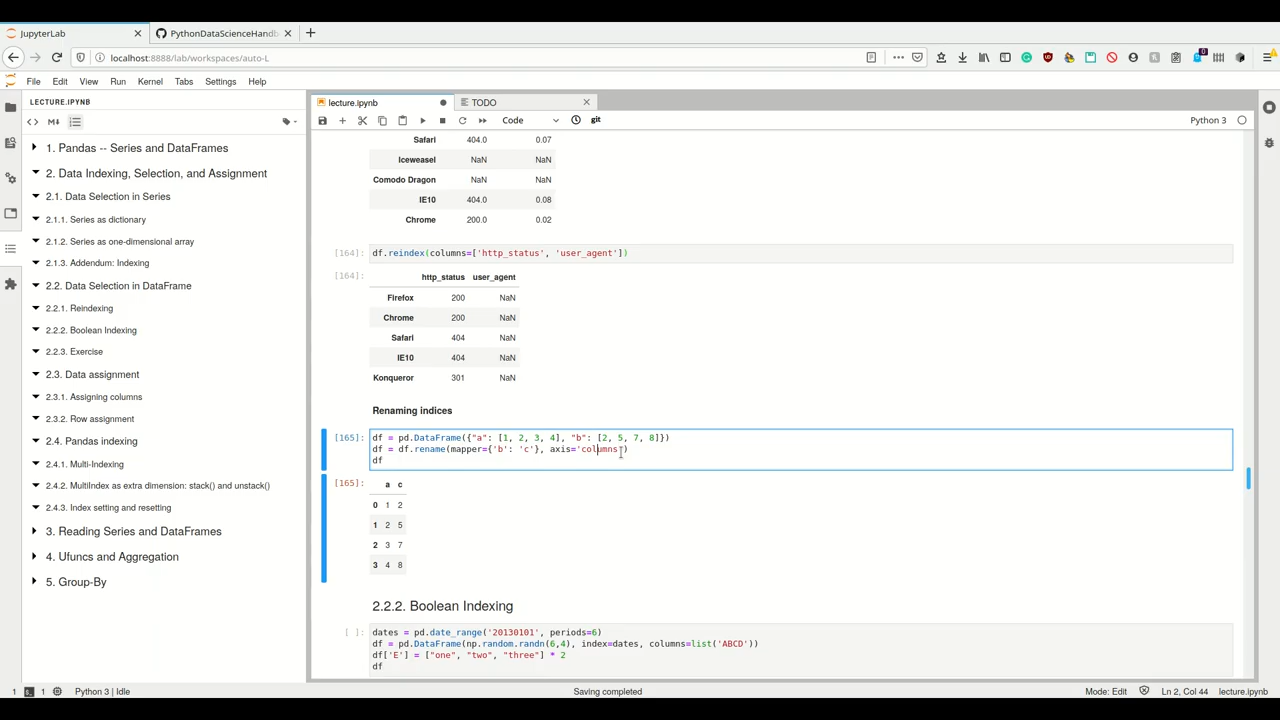 JupyterLab
PythonDataScienceHandb
localhost:8888/lab/workspaces/auto-L
0
File Edit View Run Kernel Tabs Settings Help
LECTURE.IPYNB
lecture.ipynb
TODO
Code
git
Python 3
1. Pandas -- Series and DataFrames
2. Data Indexing, Selection, and Assignment
2.1. Data Selection in Series
2.1.1. Series as dictionary
2.1.2. Series as one-dimensional array
2.1.3. Addendum: Indexing
2.2. Data Selection in DataFrame
2.2.1. Reindexing
2.2.2. Boolean Indexing
2.2.3. Exercise
2.3. Data assignment
2.3.1. Assigning columns
2.3.2. Row assignment
2.4. Pandas indexing
2.4.1. Multi-Indexing
2.4.2. MultiIndex as extra dimension: stack() and unstack()
2.4.3. Index setting and resetting
3. Reading Series and DataFrames
4. Ufuncs and Aggregation
5. Group-By
Safari 404.0 0.07
Iceweasel NaN NaN
Comodo Dragon NaN NaN
IE10 404.0 0.08
Chrome 200.0 0.02
[164]: df.reindex(columns=['http_status', 'user_agent'])
[164]: http_status user_agent
Firefox 200 NaN
Chrome 200 NaN
Safari 404 NaN
IE10 404 NaN
Konqueror 301 NaN
Renaming indices
[165]: df = pd.DataFrame({"a": [1, 2, 3, 4], "b": [2, 5, 7, 8]})
df = df.rename(mapper={'b': 'c'}, axis='columns')
df
[165]: a c
0 1 2
1 2 5
2 3 7
3 4 8
2.2.2. Boolean Indexing
[ ]: dates = pd.date_range('20130101', periods=6)
df = pd.DataFrame(np.random.randn(6,4), index=dates, columns=list('ABCD'))
df['E'] = ["one", "two", "three"] * 2
df
1 1 Python 3 | Idle
Saving completed
Mode: Edit
Ln 2, Col 44
lecture.ipynb